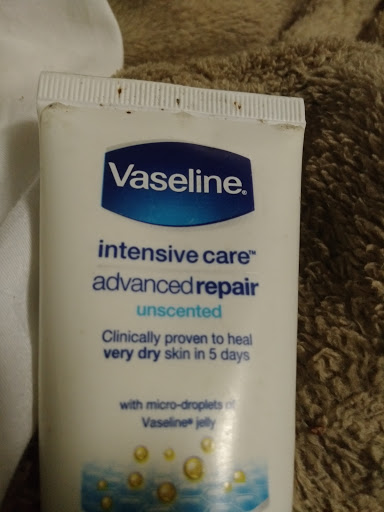 Vaseline®
intensive care™
advanced repair
unscented
Clinically proven to heal
very dry skin in 5 days
with micro-droplets of
Vaseline® jelly